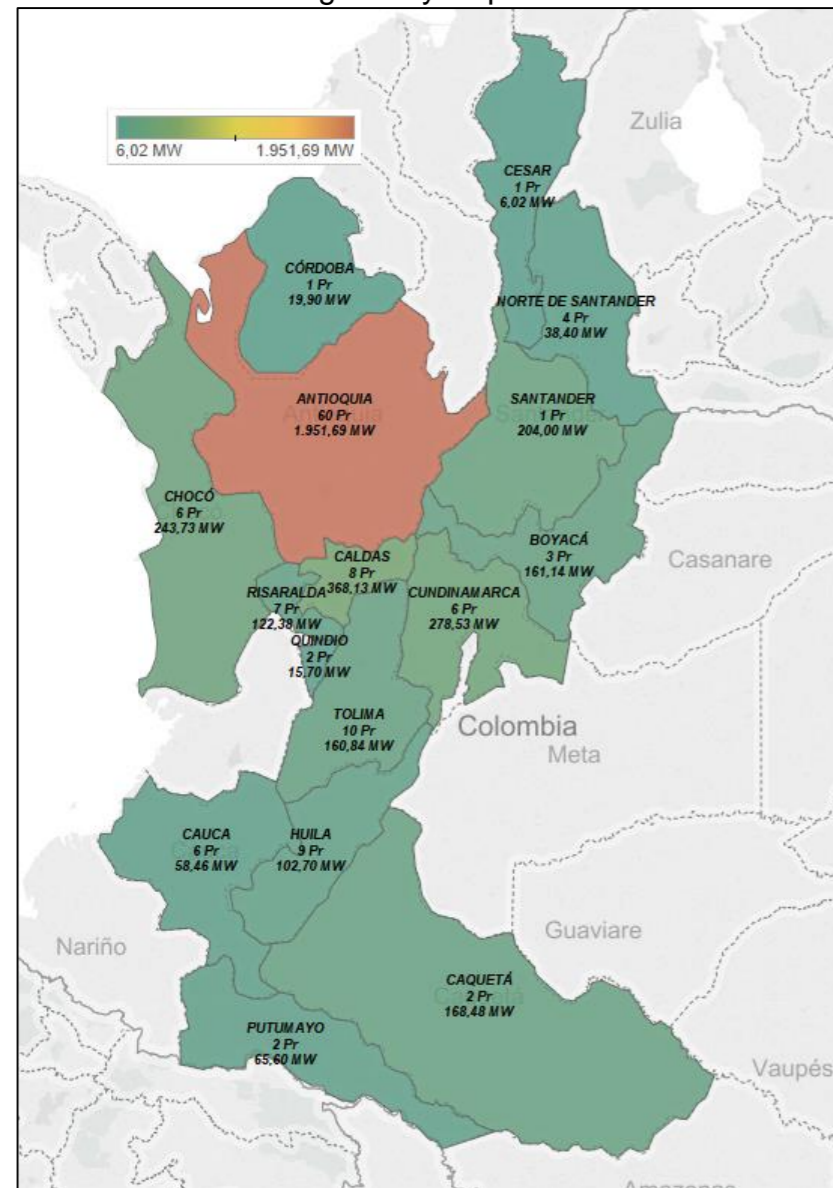 6,02 MW 1.951,69 MW
Zulia
CESAR
1 Pr
6,02 MW
CÓRDOBA
1 Pr
19,90 MW
NORTE DE SANTANDER
4 Pr
38,40 MW
ANTIOQUIA
60 Pr
1.951,69 MW
SANTANDER
1 Pr
204,00 MW
CHOCÓ
6 Pr
243,73 MW
BOYACÁ
3 Pr
161,14 MW
Casanare
CALDAS
8 Pr
368,13 MW
RISARALDA
7 Pr
122,38 MW
CUNDINAMARCA
6 Pr
278,53 MW
QUINDIO
2 Pr
15,70 MW
TOLIMA
10 Pr
160,84 MW
Colombia
Meta
CAUCA
6 Pr
58,46 MW
HUILA
9 Pr
102,70 MW
Guaviare
Nariño
CAQUETÁ
2 Pr
168,48 MW
PUTUMAYO
2 Pr
65,60 MW
Vaupés
Amazonas